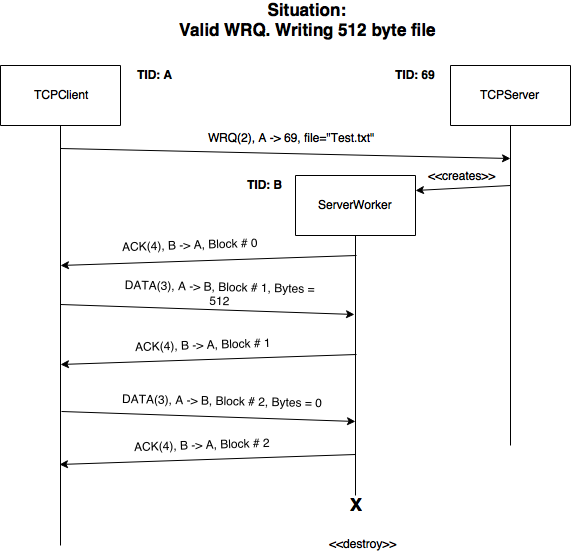 Situation:
Valid WRQ. Writing 512 byte file
TID: A
TID: 69
TCPClient
TCPServer
WRQ(2), A -> 69, file="Test.txt"
<<creates>>
TID: B
ServerWorker
ACK(4), B -> A, Block # 0
DATA(3), A -> B, Block # 1, Bytes =
512
ACK(4), B -> A, Block # 1
DATA(3), A -> B, Block # 2, Bytes = 0
ACK(4), B -> A, Block # 2
X
<<destroy>>